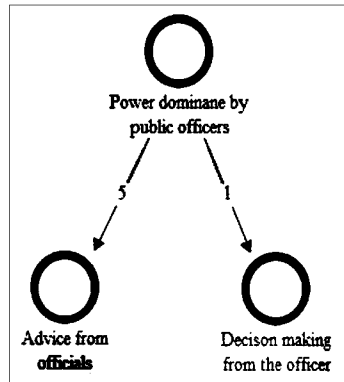 Power dominane by
public officers
5
1
Advice from
officials
Decison making
from the officer